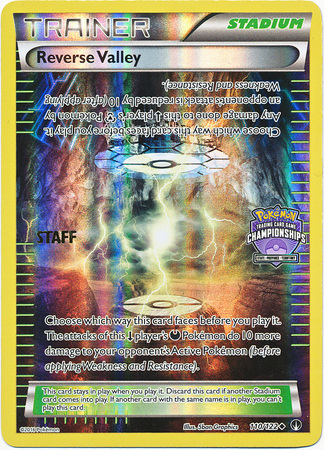 TRAINER
STADIUM
Reverse Valley
Choose which way this card faces before you play it.
Any damage done to this ↓ player's Pokémon by
an opponent's attack is reduced by 10 (after applying
Weakness and Resistance).
STAFF
Pokémon
TRADING CARD GAME
CHAMPIONSHIPS
Choose which way this card faces before you play it.
The attacks of this ↓ player's Pokémon do 10 more
damage to your opponent's Active Pokémon (before
applying Weakness and Resistance).
This card stays in play when you play it. Discard this card if another Stadium
card comes into play. If another card with the same name is in play, you can't
play this card.
©2016 Pokémon
Illus. 5ban Graphics
110/122